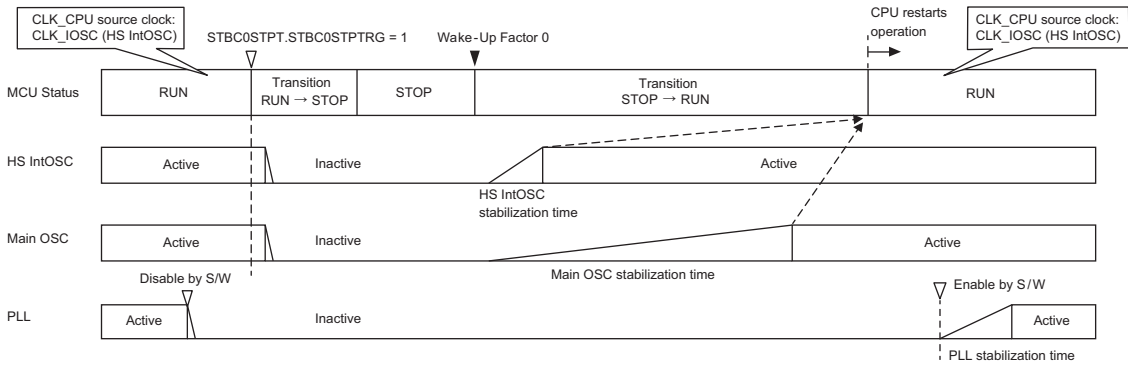 CLK_CPU source clock:
CLK_IOSC (HS IntOSC)
STBC0STPT.STBC0STPTRG = 1
Wake-Up Factor 0
CPU restarts
operation
CLK_CPU source clock:
CLK_IOSC (HS IntOSC)
MCU Status
RUN
Transition
RUN → STOP
STOP
Transition
STOP → RUN
RUN
HS IntOSC
Active
Inactive
Active
HS IntOSC
stabilization time
Main OSC
Active
Inactive
Active
Main OSC stabilization time
Disable by S/W
Enable by S/W
PLL
Active
Inactive
Active
PLL stabilization time